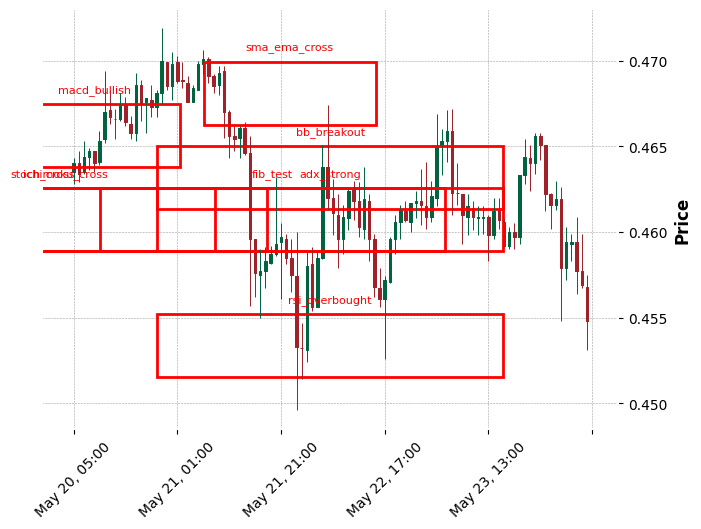 sma_ema_cross
0.470
macd_bullish
bb_breakout
0.465
fib_test
adx_strong
Price
0.460
rsi_overbought
0.455
0.450
May 20, 05:00
May 21, 01:00
May 21, 21:00
May 22, 17:00
May 23, 13:00